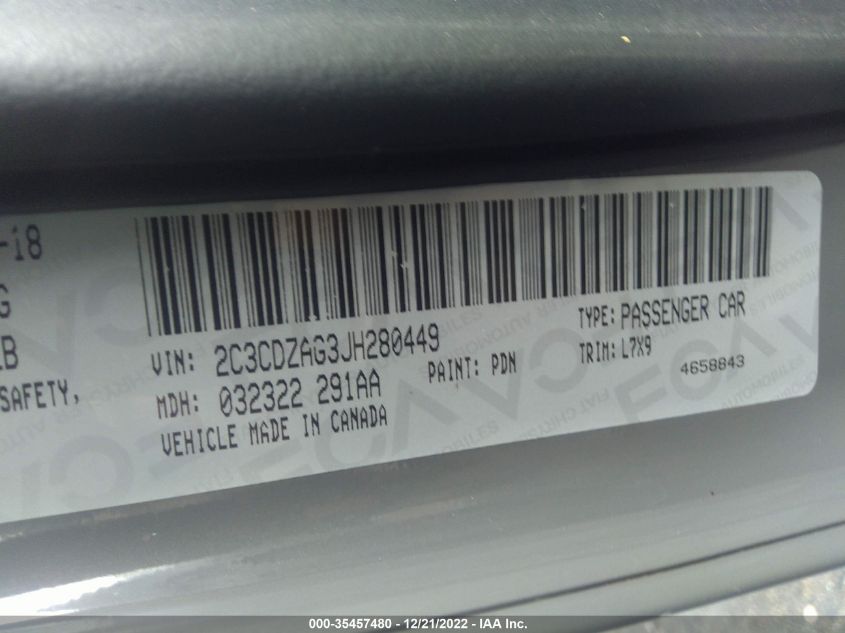 -18
G
LB
SAFETY,
VIN: 2C3CDZAG3JH280449
TYPE: PASSENGER CAR
MDH: 032322 291AA
PAINT: PDN
TRIM: L7X9
VEHICLE MADE IN CANADA
4658843
000-35457480 - 12/21/2022 - IAA Inc.